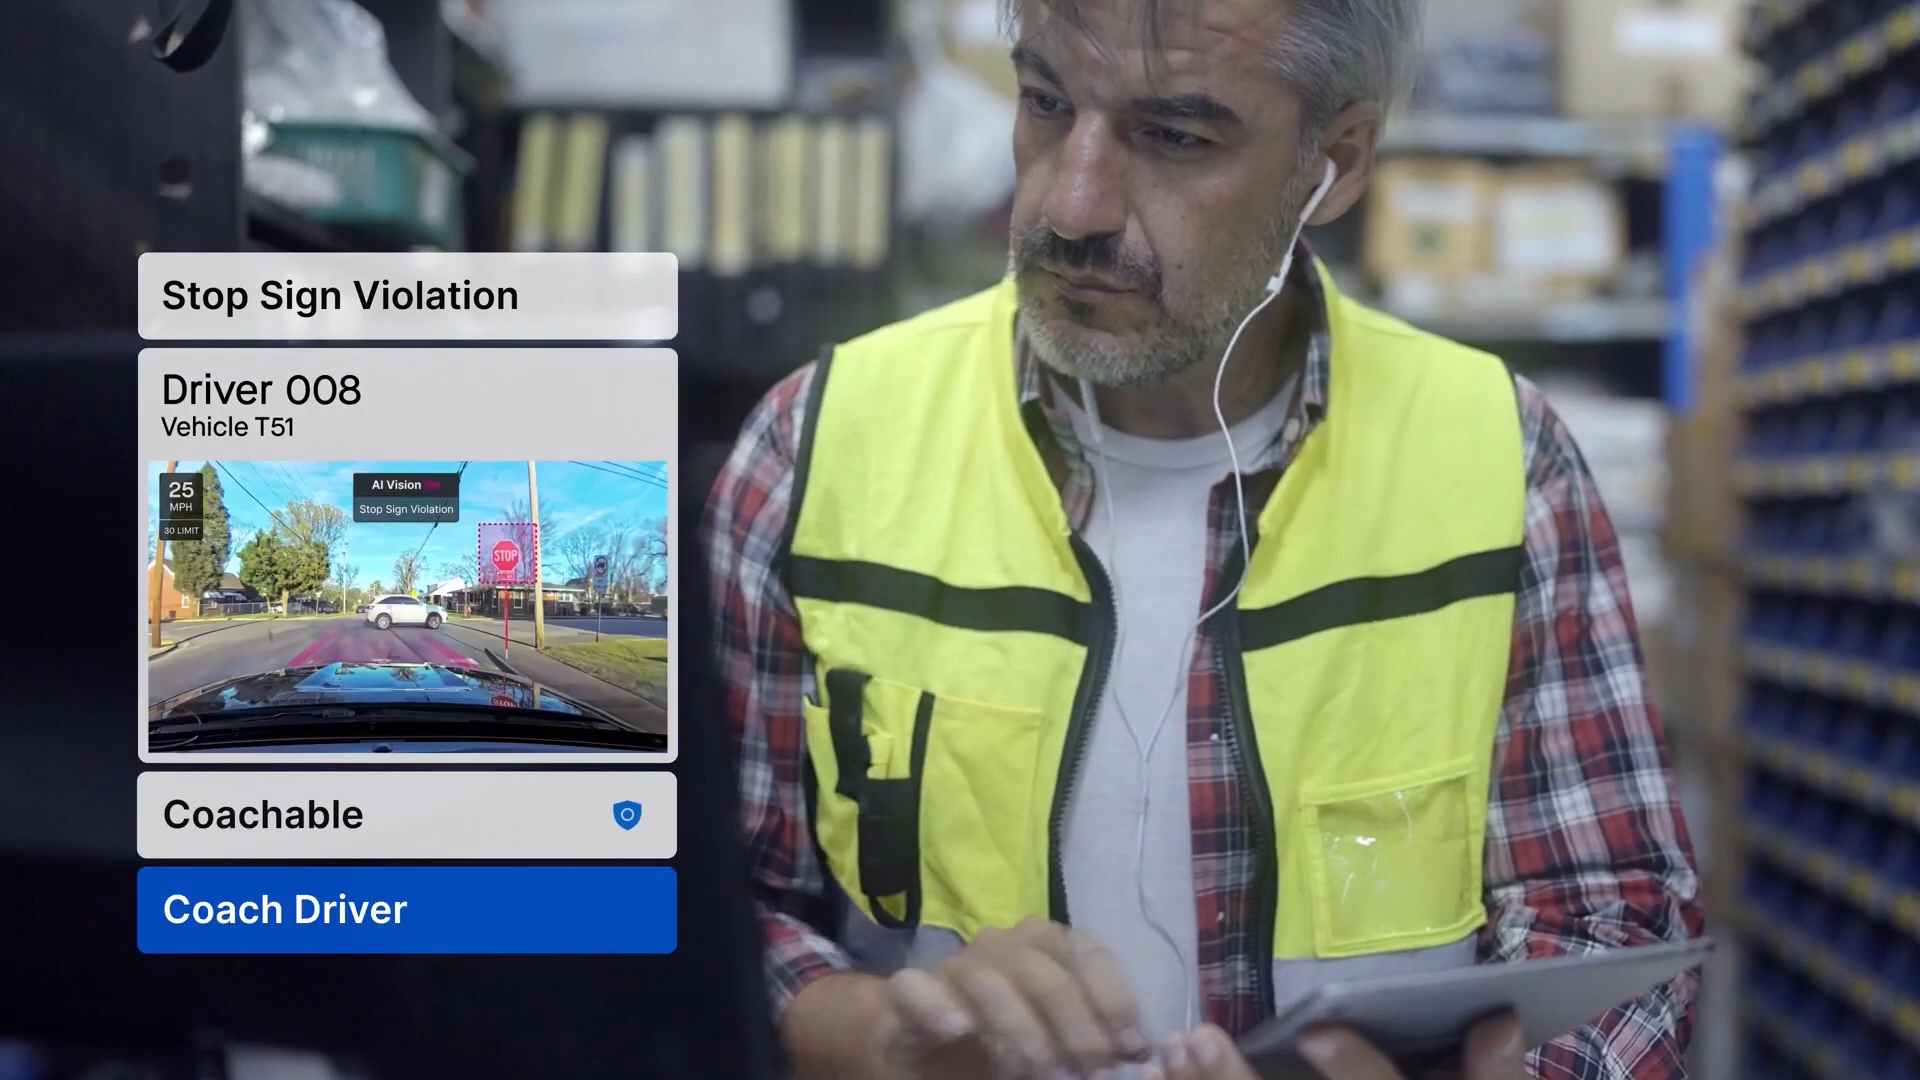 Stop Sign Violation
Driver 008
Vehicle T51
25
MPH
30 LIMIT
AI Vision
Stop Sign Violation
STOP
Coachable
Coach Driver